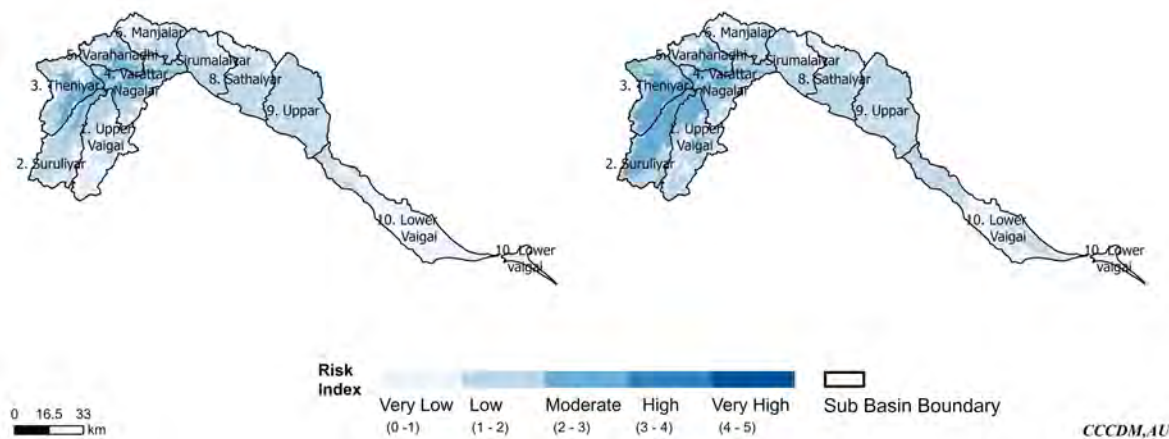 6. Manjalar
5. Varahanadhi
7. Sirumalaiyar
3. Theniyar
4. Varattar
Nagalar
8. Sathaiyar
9. Uppar
1. Upper
Vaigai
2. Suruliyar
10. Lower
Vaigai
10. Lower
vaigai
6. Manjalar
5. Varahanadhi
7. Sirumalaiyar
3. Theniyar
4. Varattar
Nagalar
8. Sathaiyar
9. Uppar
1. Upper
Vaigai
2. Suruliyar
10. Lower
Vaigai
10. Lower
vaigai
Risk
Index
Very Low Low Moderate High Very High Sub Basin Boundary
(0 -1) (1 - 2) (2 - 3) (3 - 4) (4 - 5)
0 16.5 33
km
CCCDM,AU